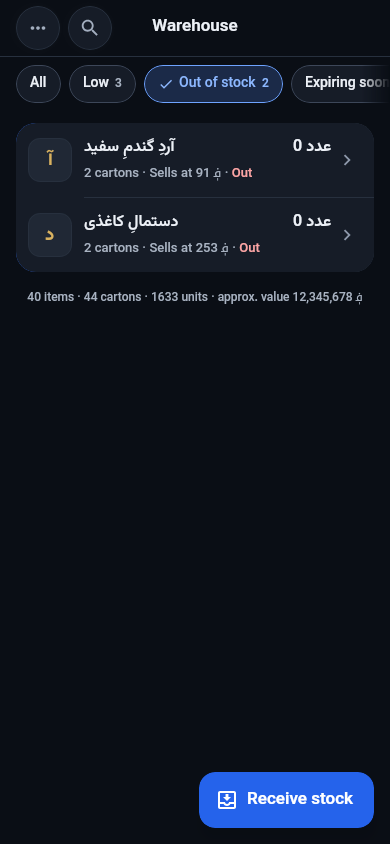 Warehouse
All
Low 3
Out of stock 2
Expiring soon
آ
آردِ گندمِ سفید
0 عدد
2 cartons · Sells at 91 ؋ · Out
د
دستمالِ کاغذی
0 عدد
2 cartons · Sells at 253 ؋ · Out
40 items · 44 cartons · 1633 units · approx. value 12,345,678 ؋
Receive stock